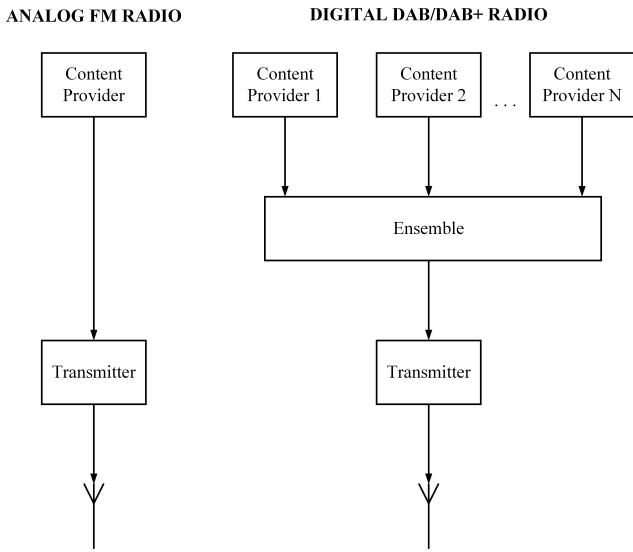 ANALOG FM RADIO
DIGITAL DAB/DAB+ RADIO
Content
Provider
Content
Provider 1
Content
Provider 2
. . .
Content
Provider N
Ensemble
Transmitter
Transmitter